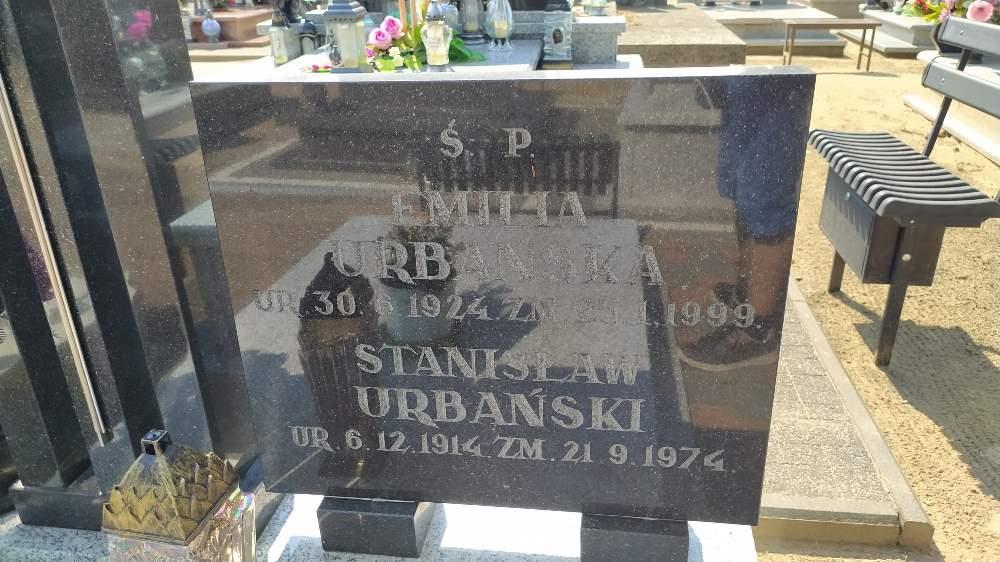 Ś. P.
EMILIA
URBAŃSKA
UR. 30. 6. 1924 ZM. 1999.
STANISŁAW
URBAŃSKI
UR. 6. 12. 1914 ZM. 21 9. 1974.